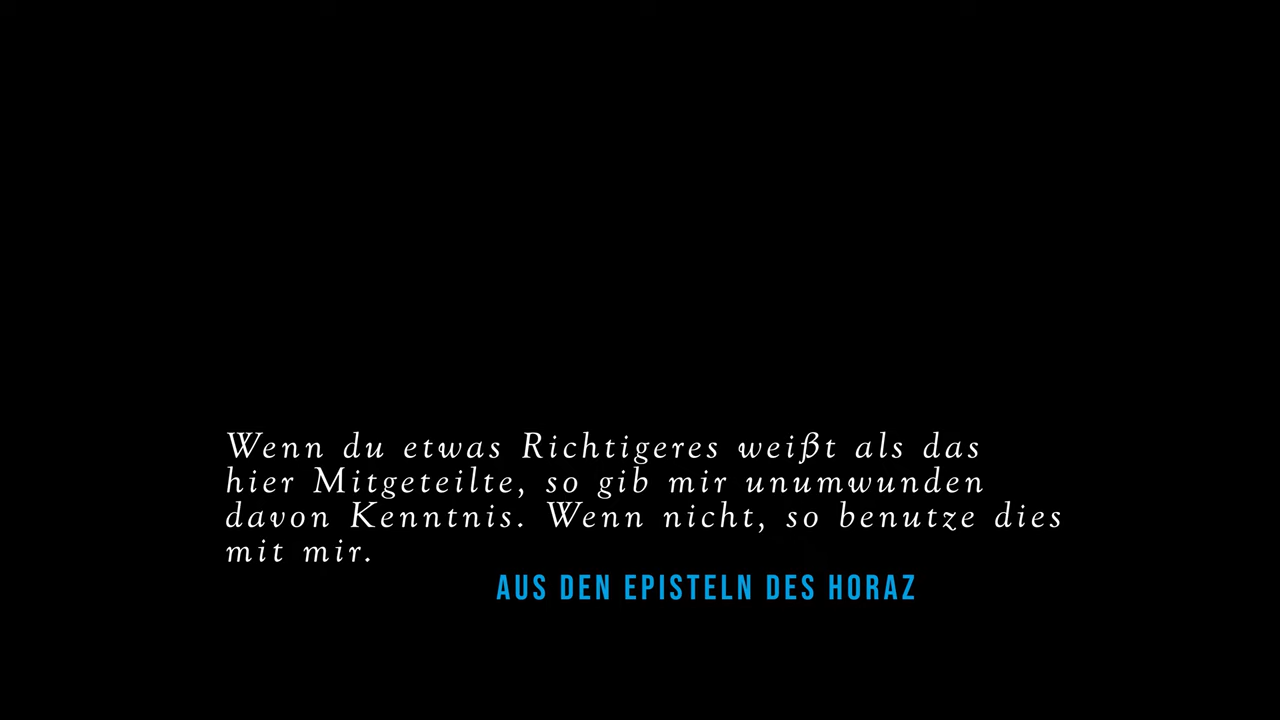 Wenn du etwas Richtigeres weißt als das
hier Mitgeteilte, so gib mir unumwunden
davon Kenntnis. Wenn nicht, so benutze dies
mit mir.
AUS DEN EPISTELN DES HORAZ